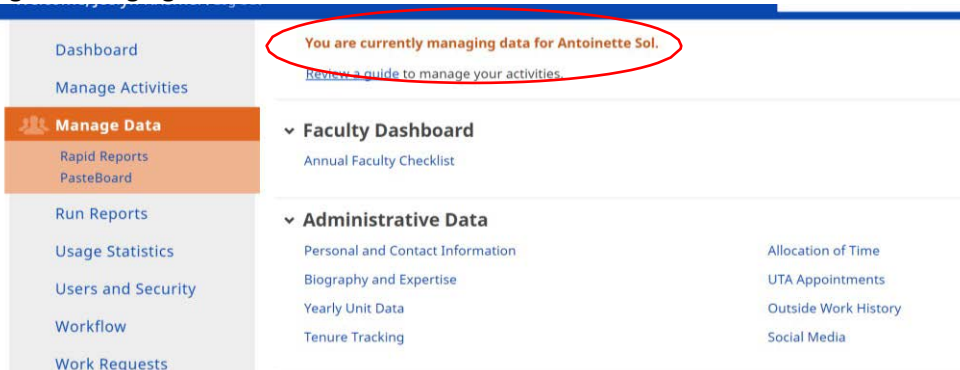 You are currently managing data for Antoinette Sol.
Review a guide to manage your activities.
Dashboard
Manage Activities
Manage Data
Rapid Reports
PasteBoard
Run Reports
Usage Statistics
Users and Security
Workflow
Work Requests
Faculty Dashboard
Annual Faculty Checklist
Administrative Data
Personal and Contact Information
Biography and Expertise
Yearly Unit Data
Tenure Tracking
Allocation of Time
UTA Appointments
Outside Work History
Social Media